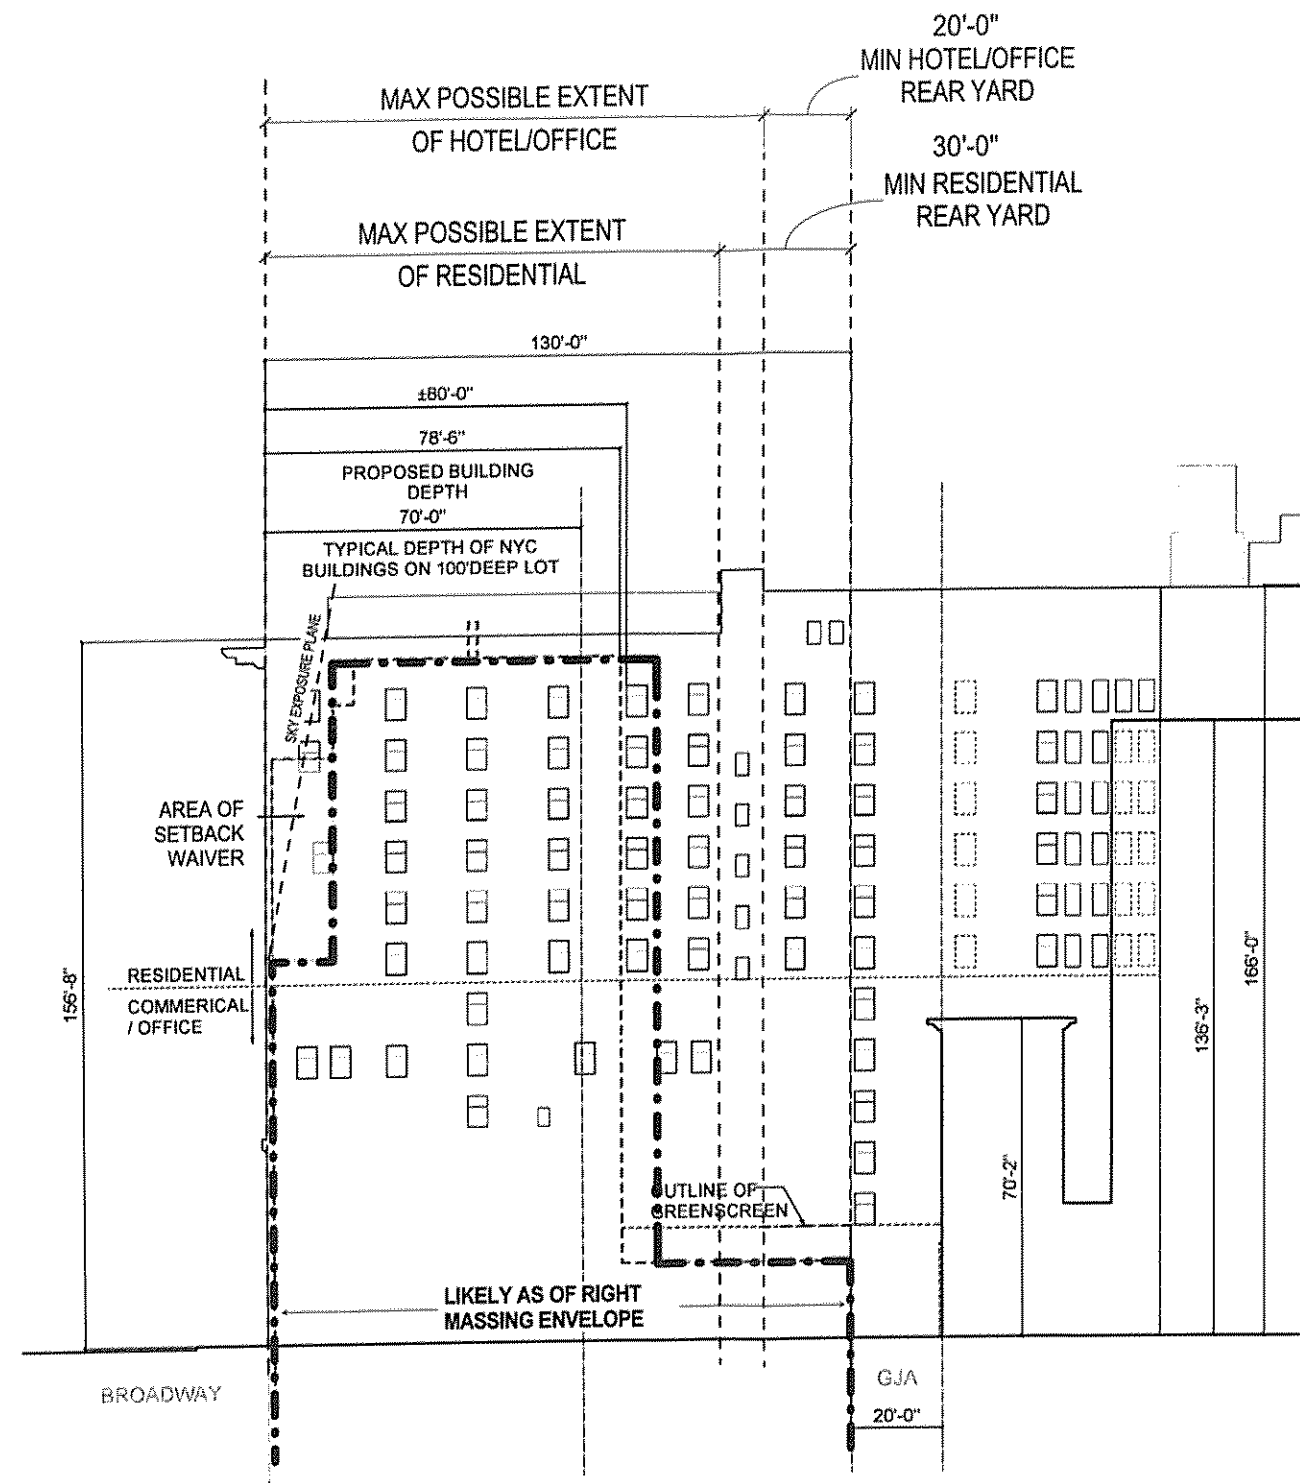 20'-0"
MIN HOTEL/OFFICE
REAR YARD
MAX POSSIBLE EXTENT
OF HOTEL/OFFICE
30'-0"
MIN RESIDENTIAL
REAR YARD
MAX POSSIBLE EXTENT
OF RESIDENTIAL
130'-0"
±80'-0"
78'-6"
PROPOSED BUILDING
DEPTH
70'-0"
TYPICAL DEPTH OF NYC
BUILDINGS ON 100'DEEP LOT
SKY EXPOSURE PLANE
AREA OF
SETBACK
WAIVER
RESIDENTIAL
COMMERICAL
/ OFFICE
156'-8"
166'-0"
136'-3"
70'-2"
UTLINE OF
REENSCREEN
LIKELY AS OF RIGHT
MASSING ENVELOPE
BROADWAY
GJA
20'-0"